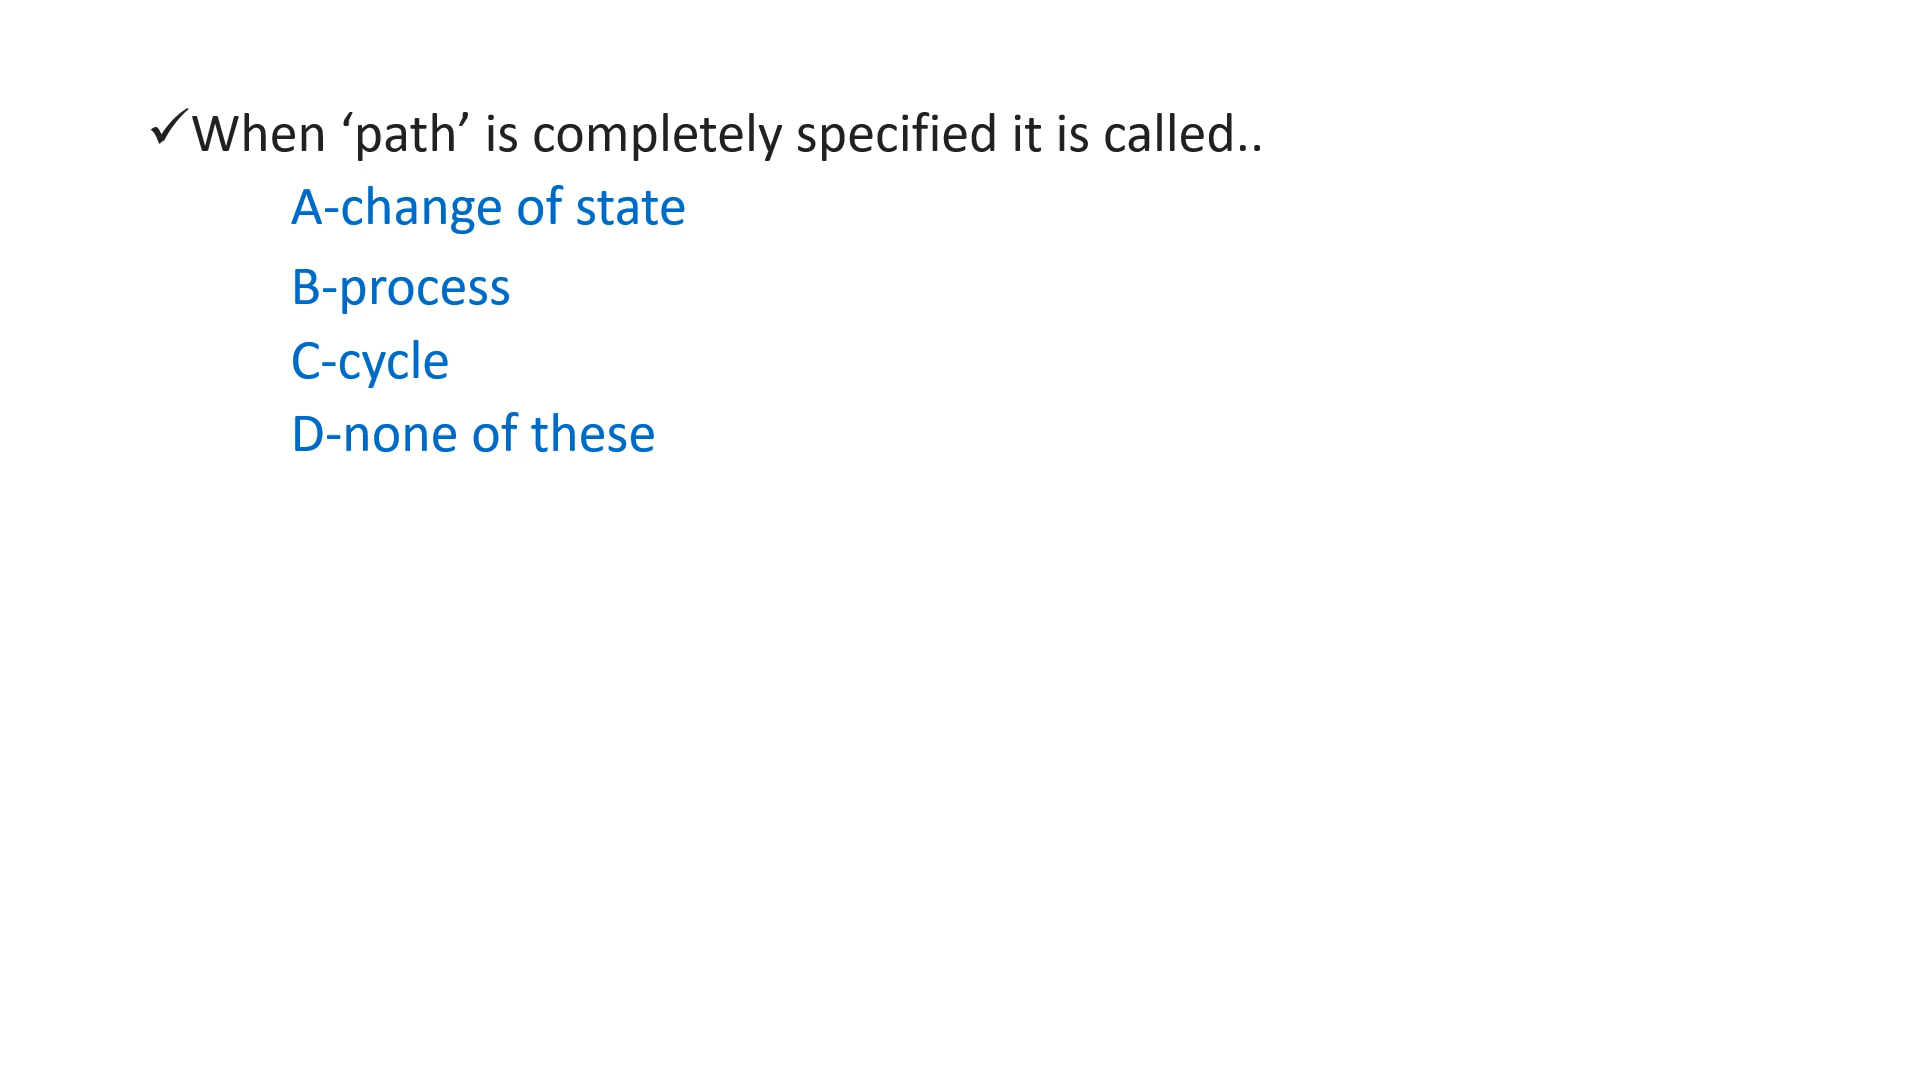 ✓When ‘path’ is completely specified it is called..
A-change of state
B-process
C-cycle
D-none of these